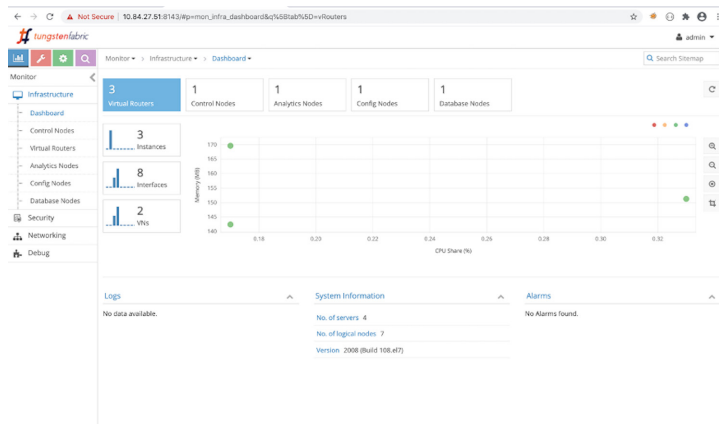 Not Secure | 10.84.27.51:8143/#p=mon_infra_dashboard&q%5Btab%5D=vRouters
tungstenfabric
admin
Monitor > Infrastructure > Dashboard
Search Sitemap
Monitor
Infrastructure
Dashboard
Control Nodes
Virtual Routers
Analytics Nodes
Config Nodes
Database Nodes
Security
Networking
Debug
3
Virtual Routers
1
Control Nodes
1
Analytics Nodes
1
Config Nodes
1
Database Nodes
3
Instances
8
Interfaces
2
VNs
Memory (MB)
170
165
160
155
150
145
140
0.18 0.20 0.22 0.24 0.26 0.28 0.30 0.32
CPU Share (%)
Logs
No data available.
System Information
No. of servers 4
No. of logical nodes 7
Version 2008 (Build 108.el7)
Alarms
No Alarms found.